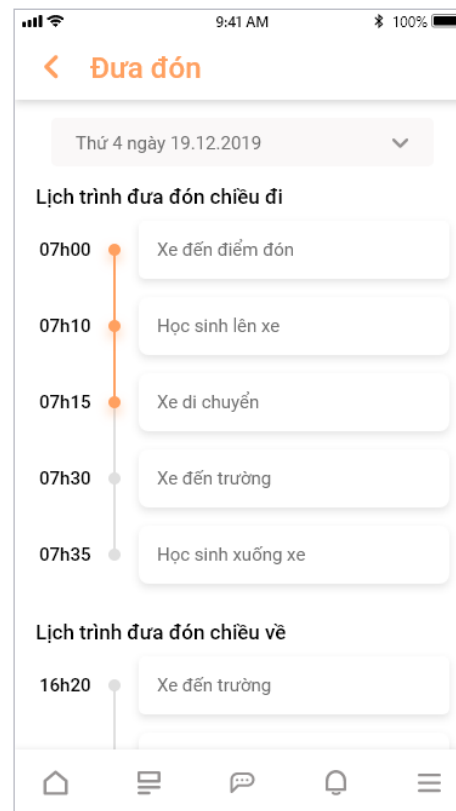 9:41 AM 100%
Đưa đón
Thứ 4 ngày 19.12.2019
Lịch trình đưa đón chiều đi
07h00 Xe đến điểm đón
07h10 Học sinh lên xe
07h15 Xe di chuyển
07h30 Xe đến trường
07h35 Học sinh xuống xe
Lịch trình đưa đón chiều về
16h20 Xe đến trường